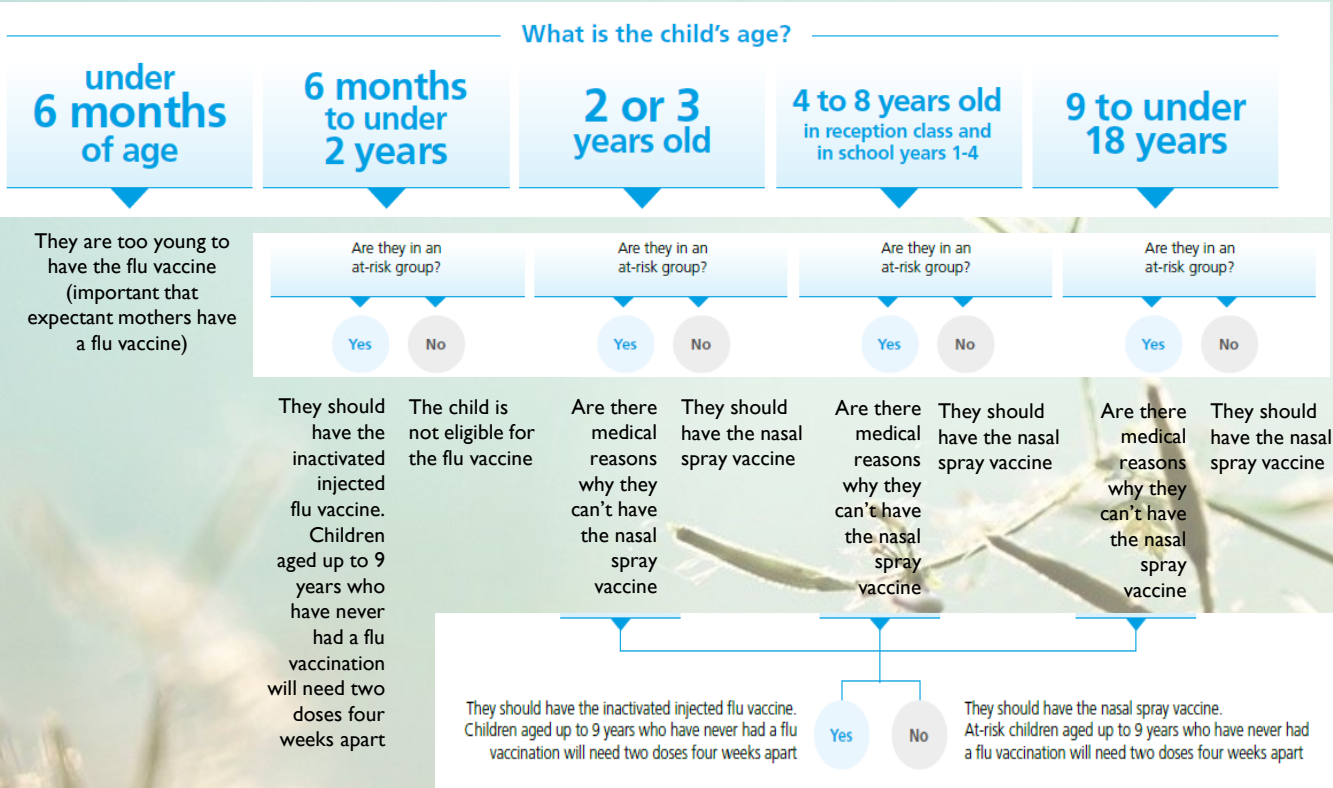 What is the child's age?
under
6 months
of age
6 months
to under
2 years
2 or 3
years old
4 to 8 years old
in reception class and
in school years 1-4
9 to under
18 years
They are too young to
have the flu vaccine
(important that
expectant mothers have
a flu vaccine)
Are they in an
at-risk group?
Yes
No
They should
have the
inactivated
injected
flu vaccine.
Children
aged up to 9
years who
have never
had a flu
vaccination
will need two
doses four
weeks apart
The child is
not eligible for
the flu vaccine
Are they in an
at-risk group?
Yes
No
Are there
medical
reasons
why they
can't have
the nasal
spray
vaccine
They should
have the nasal
spray vaccine
Are they in an
at-risk group?
Yes
No
Are there
medical
reasons
why they
can't have
the nasal
spray
vaccine
They should
have the nasal
spray vaccine
Are they in an
at-risk group?
Yes
No
Are there
medical
reasons
why they
can't have
the nasal
spray
vaccine
They should
have the nasal
spray vaccine
They should have the inactivated injected flu vaccine.
Children aged up to 9 years who have never had a flu
vaccination will need two doses four weeks apart
Yes
No
They should have the nasal spray vaccine.
At-risk children aged up to 9 years who have never had
a flu vaccination will need two doses four weeks apart